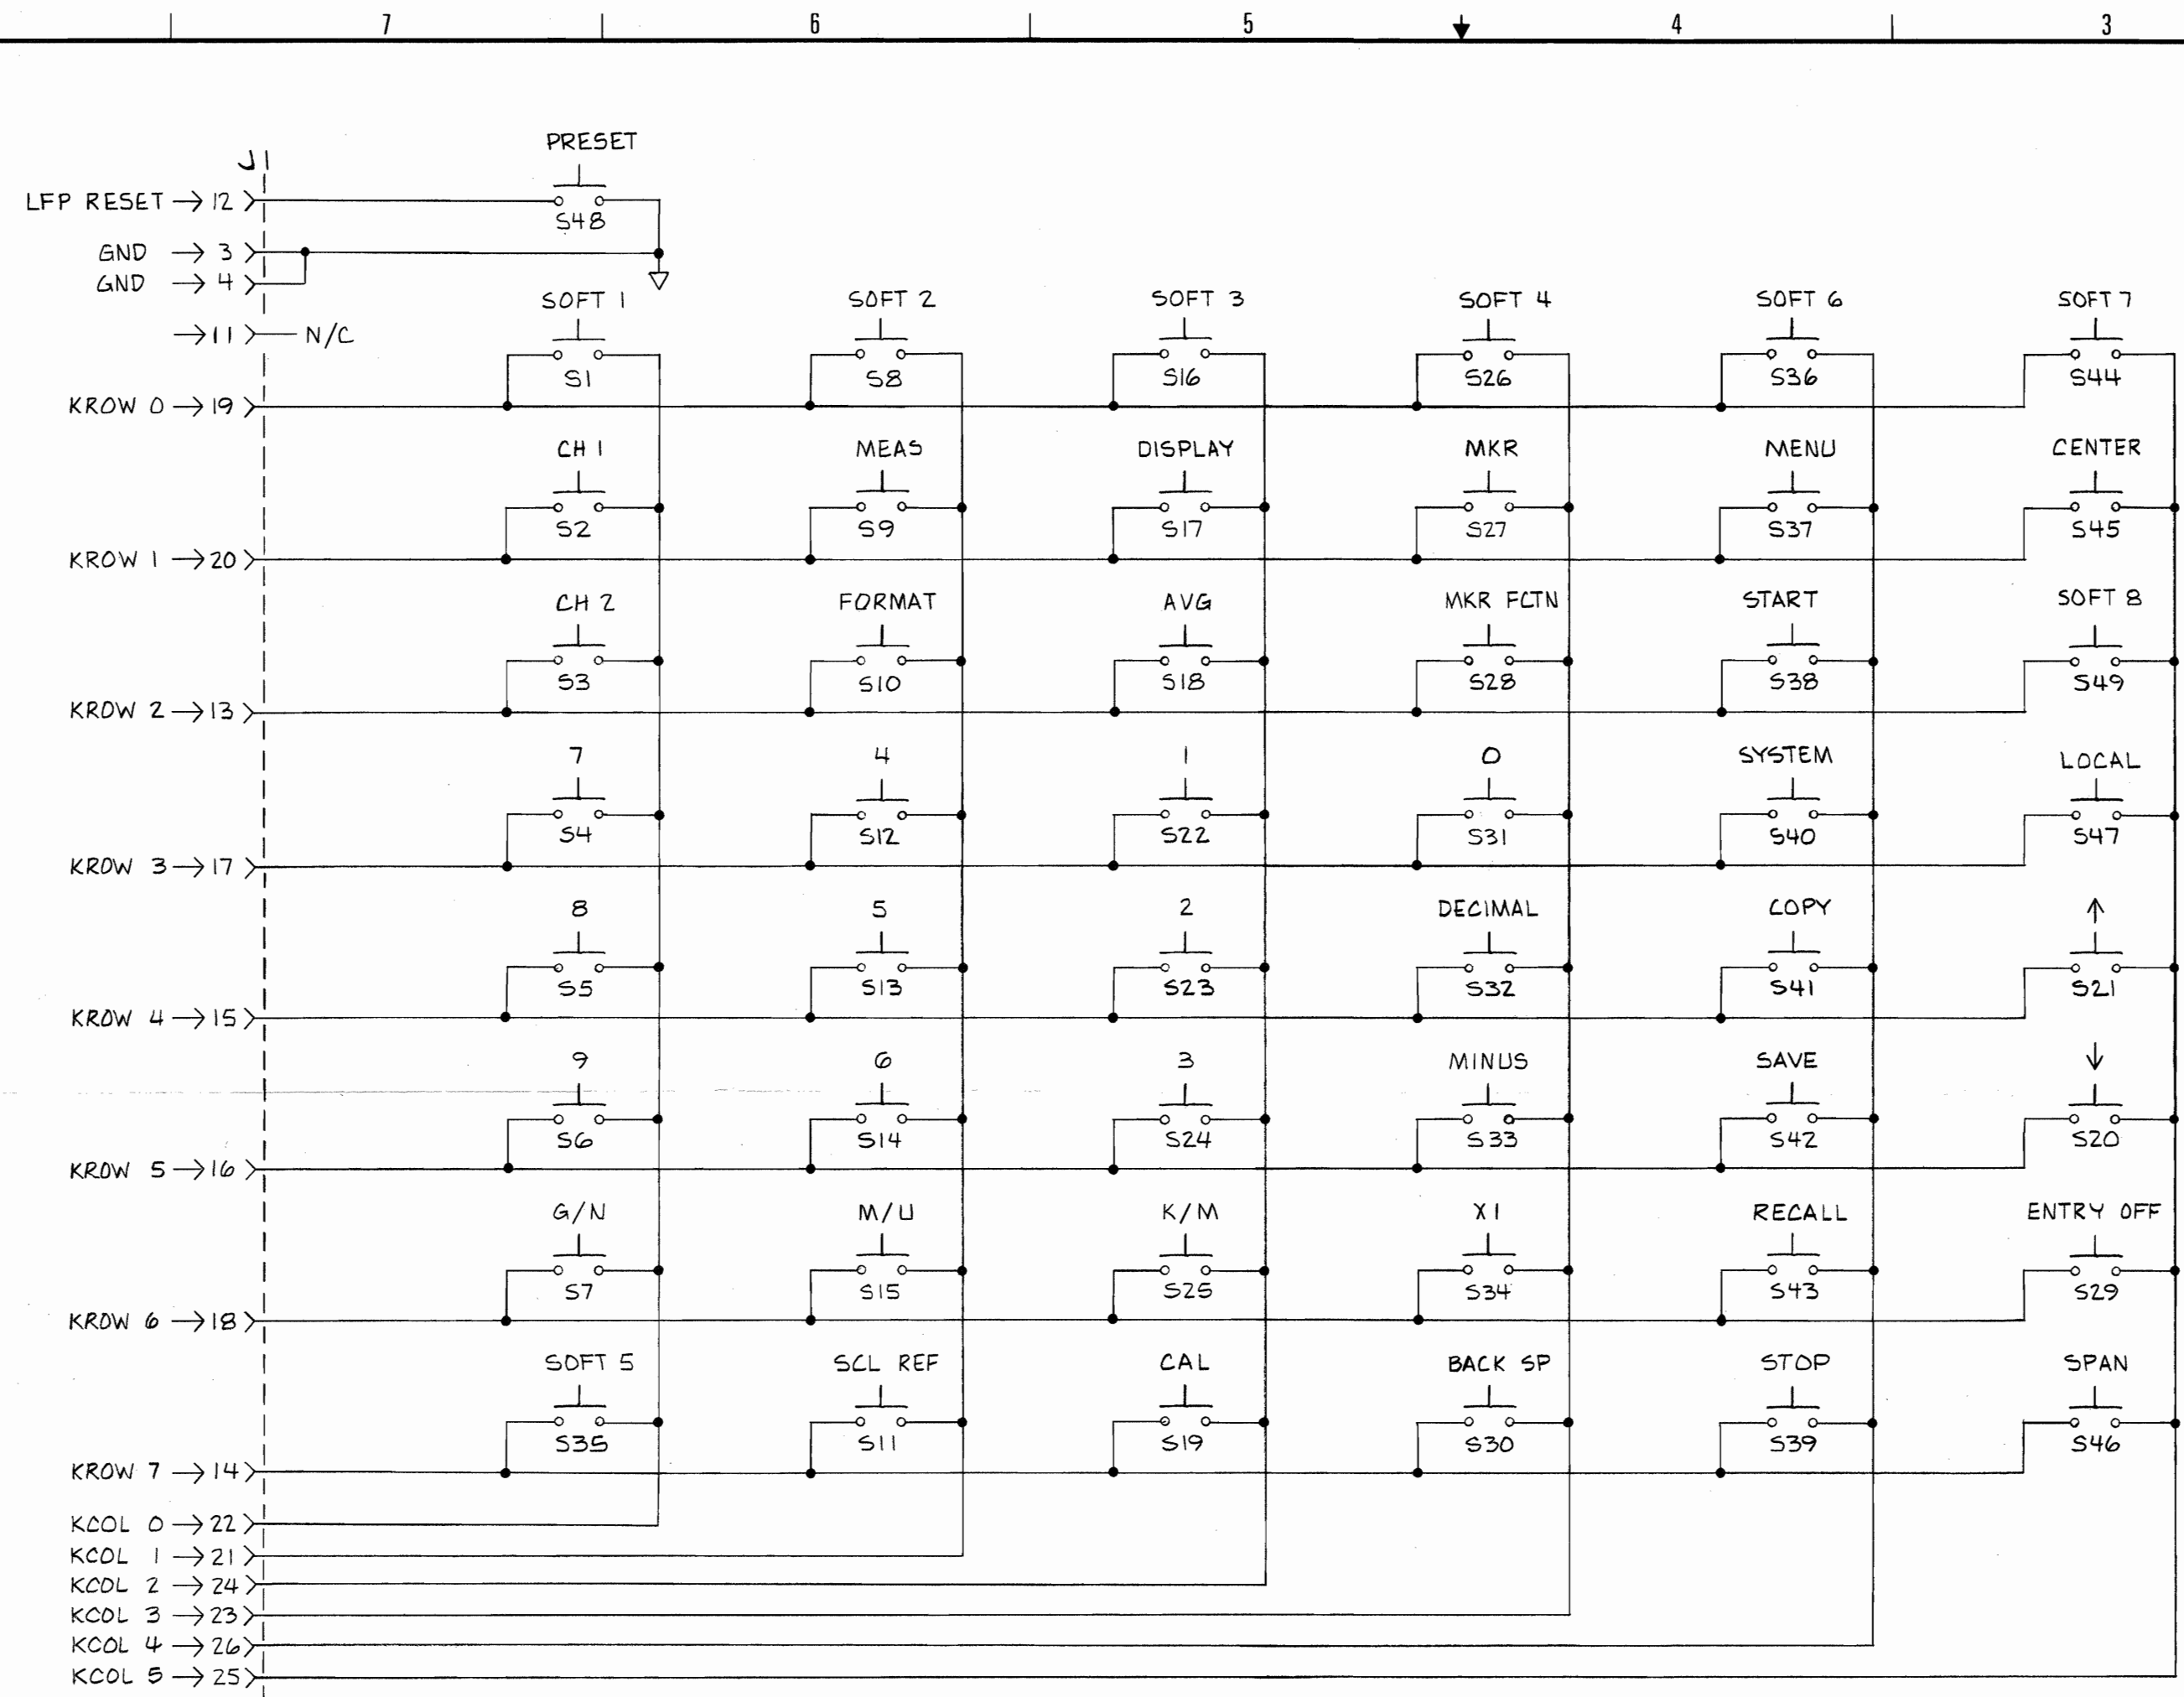 7 6 5 4 3
PRESET
J1
LFP RESET 12
S48
GND 3
GND 4
SOFT 1 SOFT 2 SOFT 3 SOFT 4 SOFT 6 SOFT 7
11 N/C
S1 S8 S16 S26 S36 S44
KROW 0 19
CH 1 MEAS DISPLAY MKR MENU CENTER
S2 S9 S17 S27 S37 S45
KROW 1 20
CH 2 FORMAT AVG MKR FCTN START SOFT 8
S3 S10 S18 S28 S38 S49
KROW 2 13
7 4 1 0 SYSTEM LOCAL
S4 S12 S22 S31 S40 S47
KROW 3 17
8 5 2 DECIMAL COPY ↑
S5 S13 S23 S32 S41 S21
KROW 4 15
9 6 3 MINUS SAVE ↓
S6 S14 S24 S33 S42 S20
KROW 5 16
G/N M/U K/M X1 RECALL ENTRY OFF
S7 S15 S25 S34 S43 S29
KROW 6 18
SOFT 5 SCL REF CAL BACK SP STOP SPAN
S35 S11 S19 S30 S39 S46
KROW 7 14
KCOL 0 22
KCOL 1 21
KCOL 2 24
KCOL 3 23
KCOL 4 26
KCOL 5 25